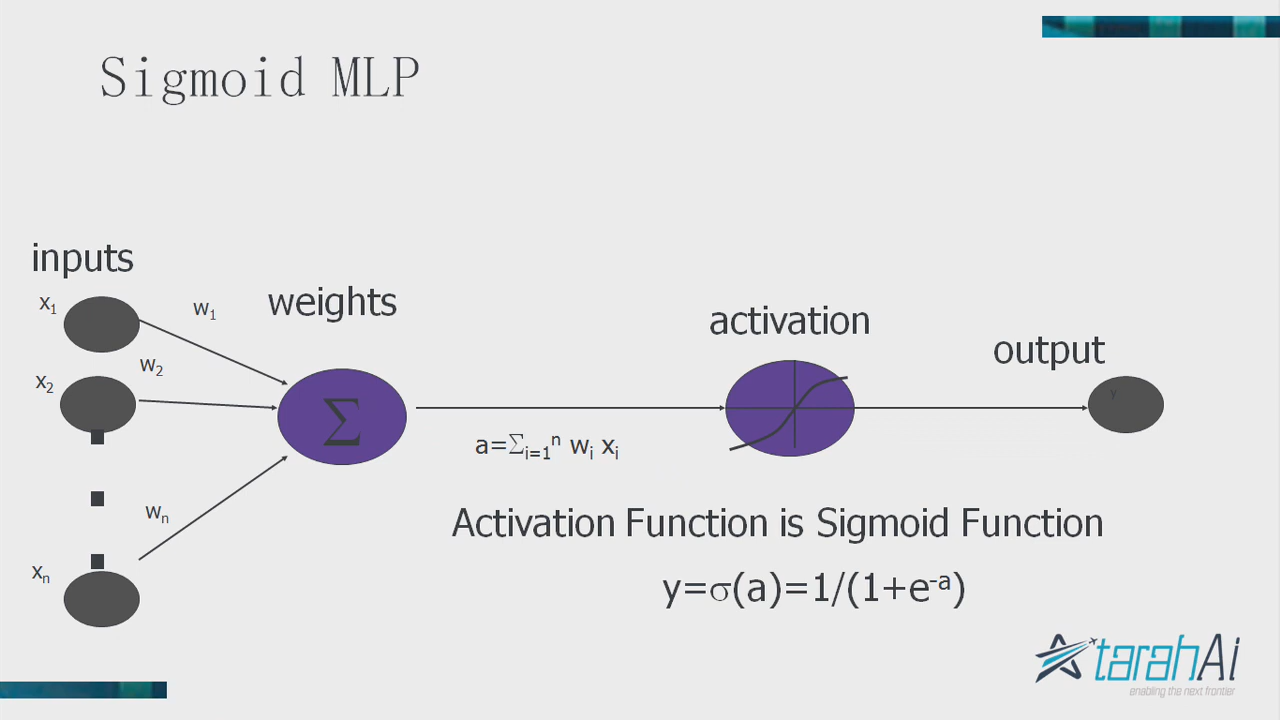 Sigmoid MLP
inputs
x₁
w₁
weights
x₂
w₂
Σ
activation
output
y
a=Σᵢ₌₁ⁿ wᵢ xᵢ
wₙ
xₙ
Activation Function is Sigmoid Function
y=σ(a)=1/(1+e⁻ᵃ)
tarahAi
enabling the next frontier